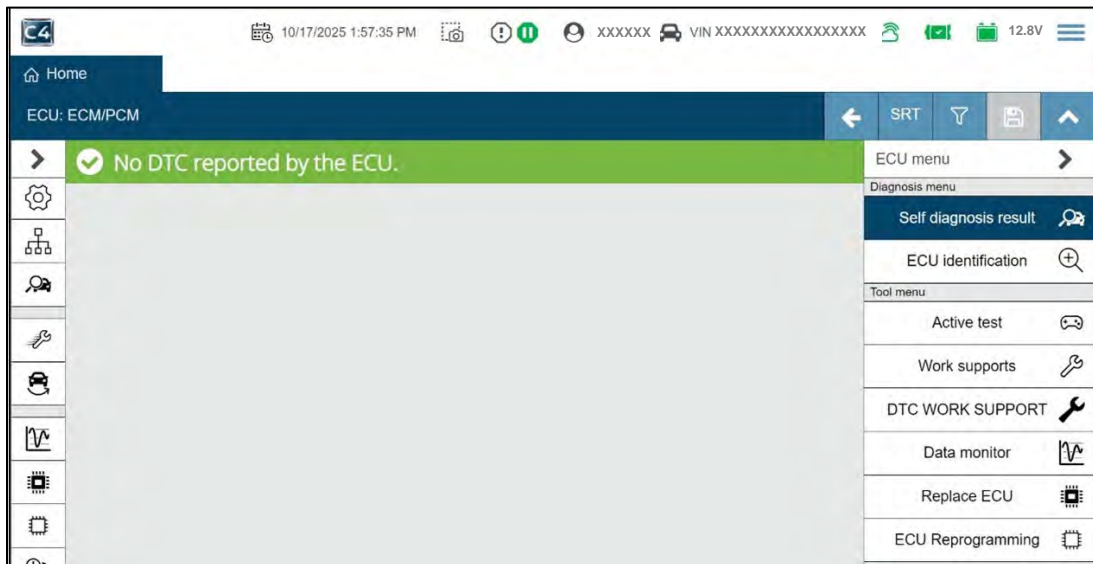 C4
10/17/2025 1:57:35 PM
XXXXXX
VIN XXXXXXXXXXXXXXXXX
12.8V
Home
ECU: ECM/PCM
SRT
No DTC reported by the ECU.
ECU menu
Diagnosis menu
Self diagnosis result
ECU identification
Tool menu
Active test
Work supports
DTC WORK SUPPORT
Data monitor
Replace ECU
ECU Reprogramming